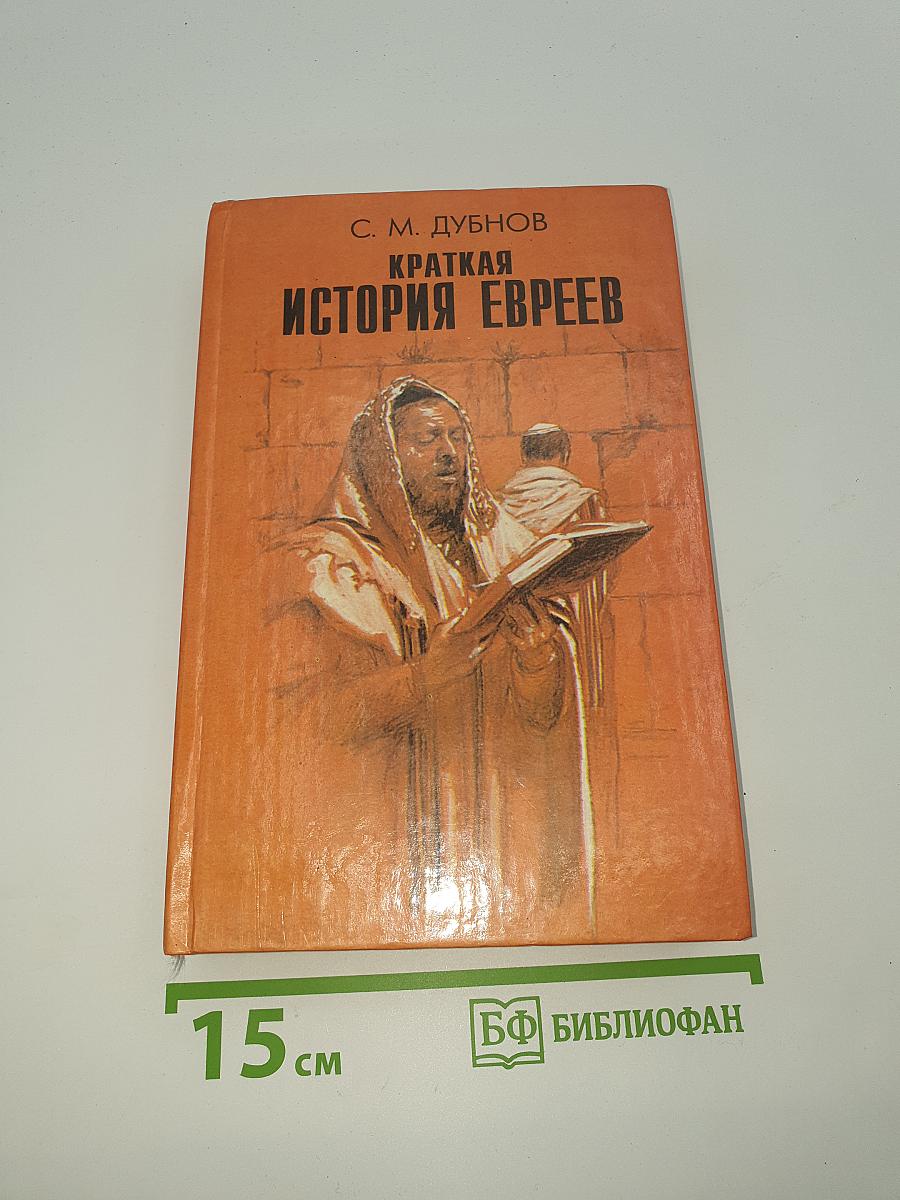 С. М. ДУБНОВ
КРАТКАЯ
ИСТОРИЯ ЕВРЕЕВ
15 см
БФ БИБЛИОФАН